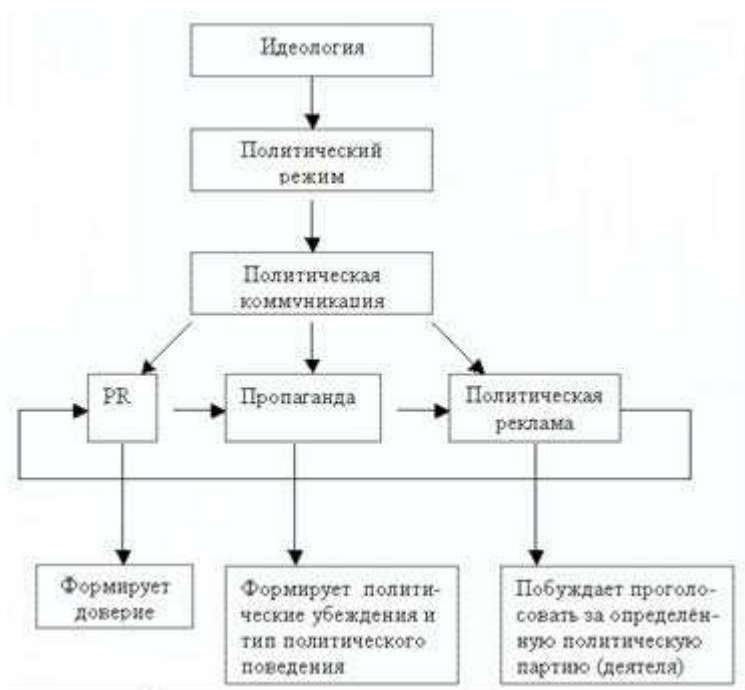 Идеология
Политический
режим
Политическая
коммуникация
PR
Пропаганда
Политическая
реклама
Формирует
доверие
Формирует полити-
ческие убеждения и
тип политического
поведения
Побуждает проголо-
совать за определён-
ную политическую
партию (деятеля)